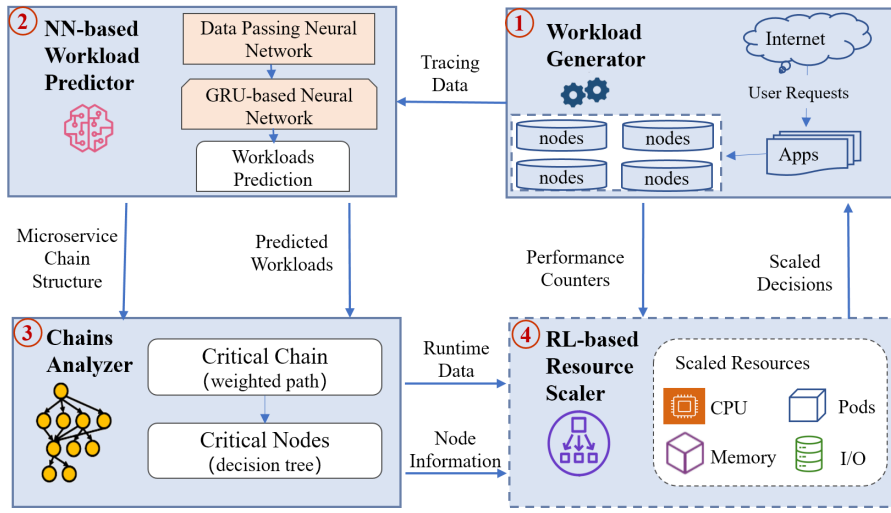 2
NN-based
Workload
Predictor
Data Passing Neural
Network
GRU-based Neural
Network
Workloads
Prediction
Tracing
Data
1
Workload
Generator
Internet
User Requests
Apps
nodes
nodes
nodes
nodes
Microservice
Chain
Structure
Predicted
Workloads
Performance
Counters
Scaled
Decisions
3
Chains
Analyzer
Critical Chain
(weighted path)
Critical Nodes
(decision tree)
Runtime
Data
Node
Information
4
RL-based
Resource
Scaler
Scaled Resources
CPU
Pods
Memory
I/O